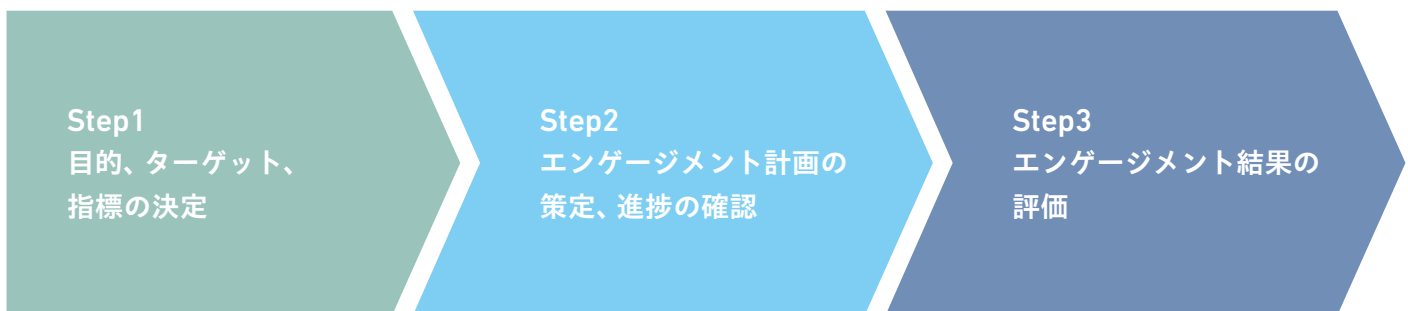 Step1
目的、ターゲット、
指標の決定
Step2
エンゲージメント計画の
策定、進捗の確認
Step3
エンゲージメント結果の
評価